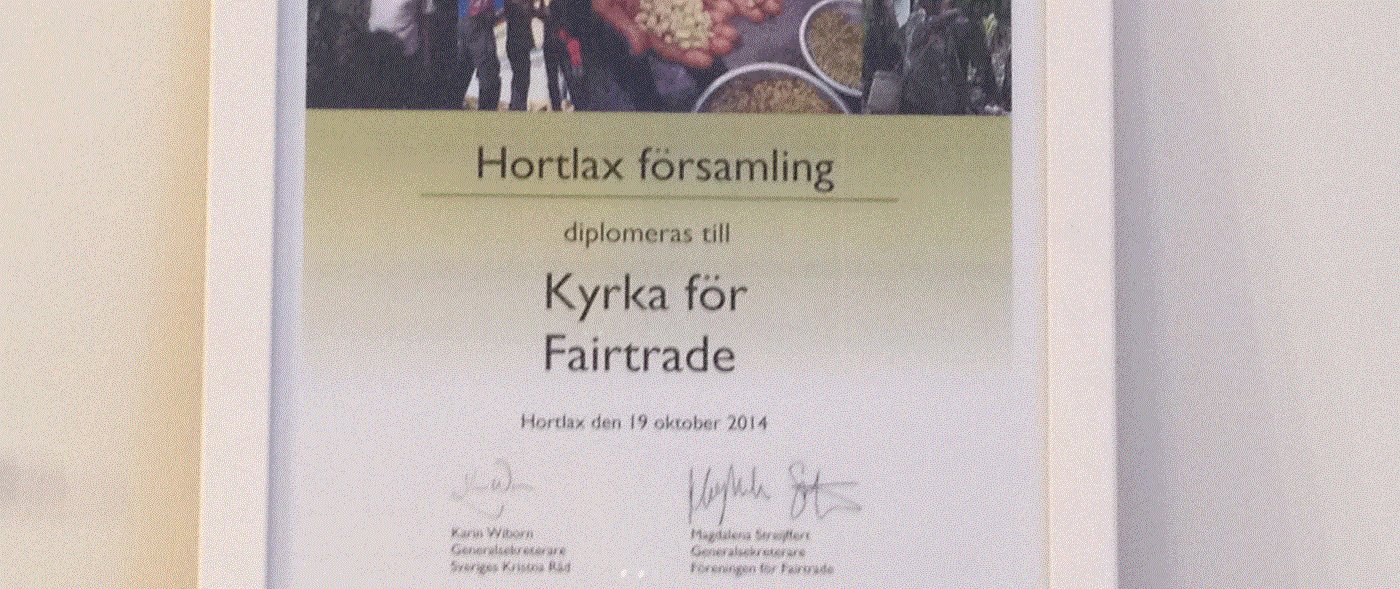 Hortlax församling
diplomeras till
Kyrka för
Fairtrade
Hortlax den 19 oktober 2014
Karin Wiborn
Generalsekreterare
Sveriges Kristna Råd
Magdalena Streijffert
Generalsekreterare
Föreningen för Fairtrade